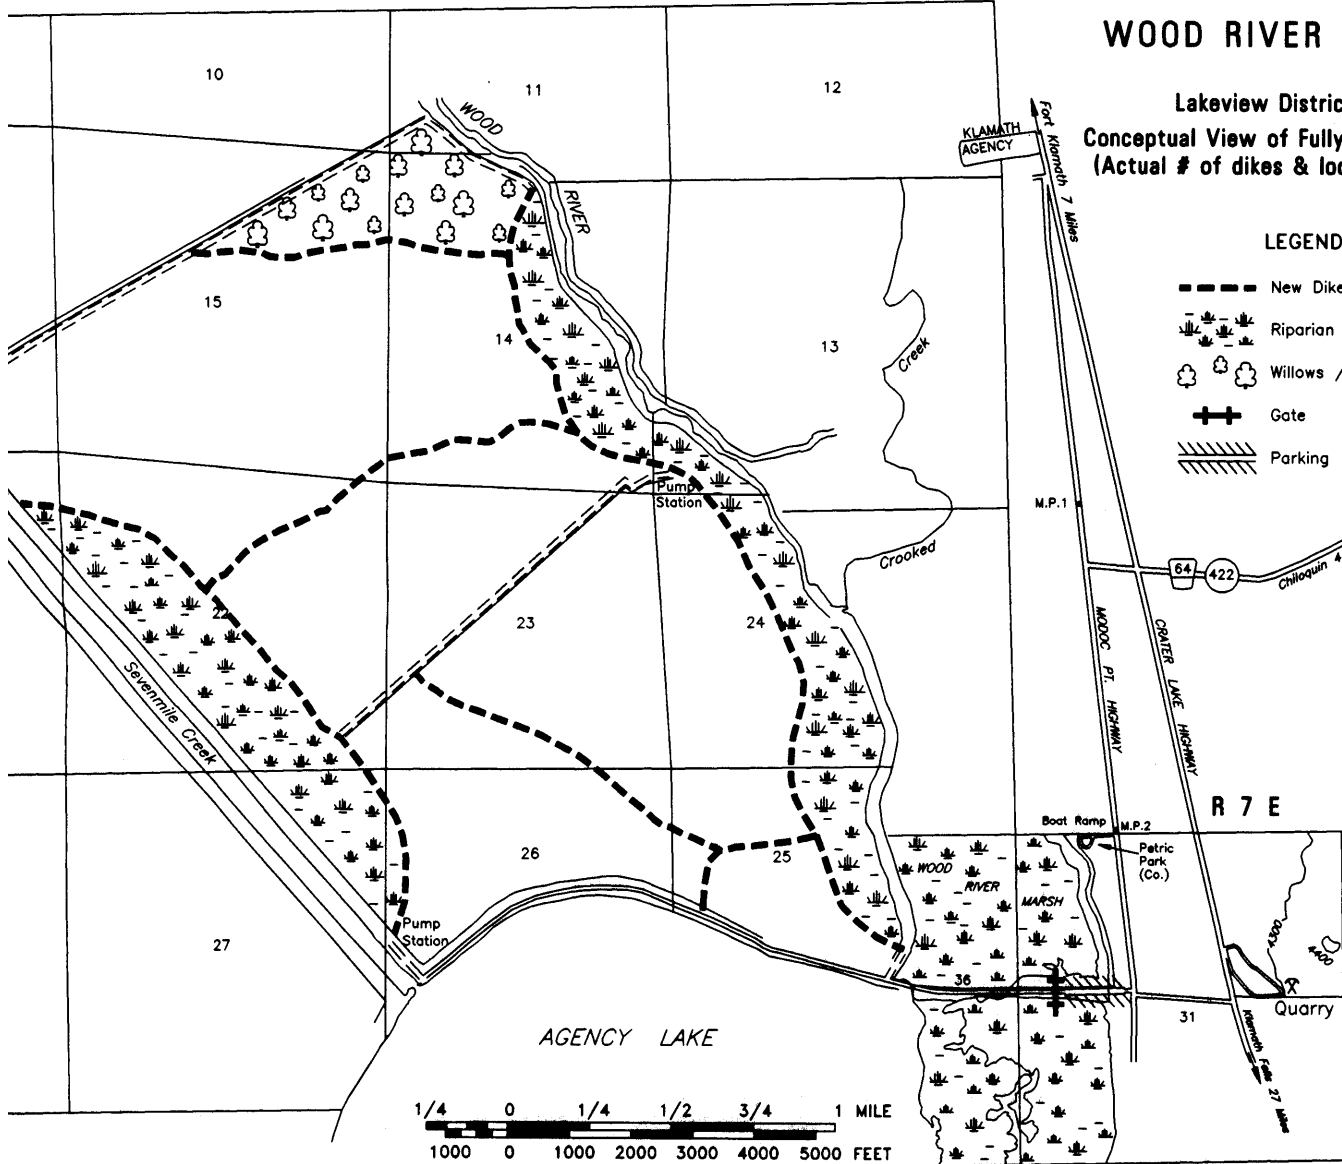 WOOD RIVER
Lakeview Distric
Conceptual View of Fully
(Actual # of dikes & loc
LEGEND
New Dike
Riparian
Willows /
Gate
Parking
10
11
12
WOOD
RIVER
KLAMATH
AGENCY
Fort Klamath 7 Miles
15
14
13
Creek
Pump
Station
M.P.1
Crooked
64
422
Chiloquin 4
22
23
24
MODOC PT. HIGHWAY
CRATER LAKE HIGHWAY
Sevenmile Creek
R 7 E
Boat Ramp
M.P.2
Petric
Park
(Co.)
26
25
WOOD
RIVER
MARSH
27
Pump
Station
4300
4400
36
31
Quarry
AGENCY LAKE
Klamath Falls 27 Miles
1/4 0 1/4 1/2 3/4 1 MILE
1000 0 1000 2000 3000 4000 5000 FEET